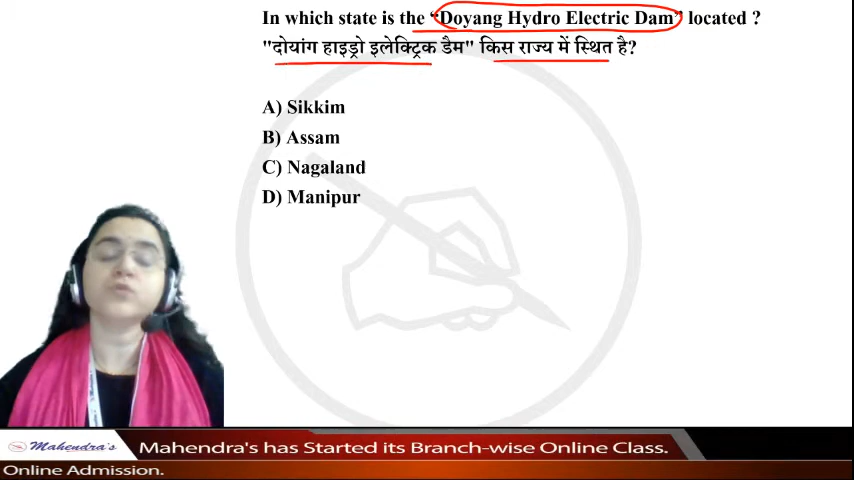 In which state is the “Doyang Hydro Electric Dam” located ?
"दोयांग हाइड्रो इलेक्ट्रिक डैम" किस राज्य में स्थित है?
A) Sikkim
B) Assam
C) Nagaland
D) Manipur
Mahendra's
Mahendra's has Started its Branch-wise Online Class.
Online Admission.